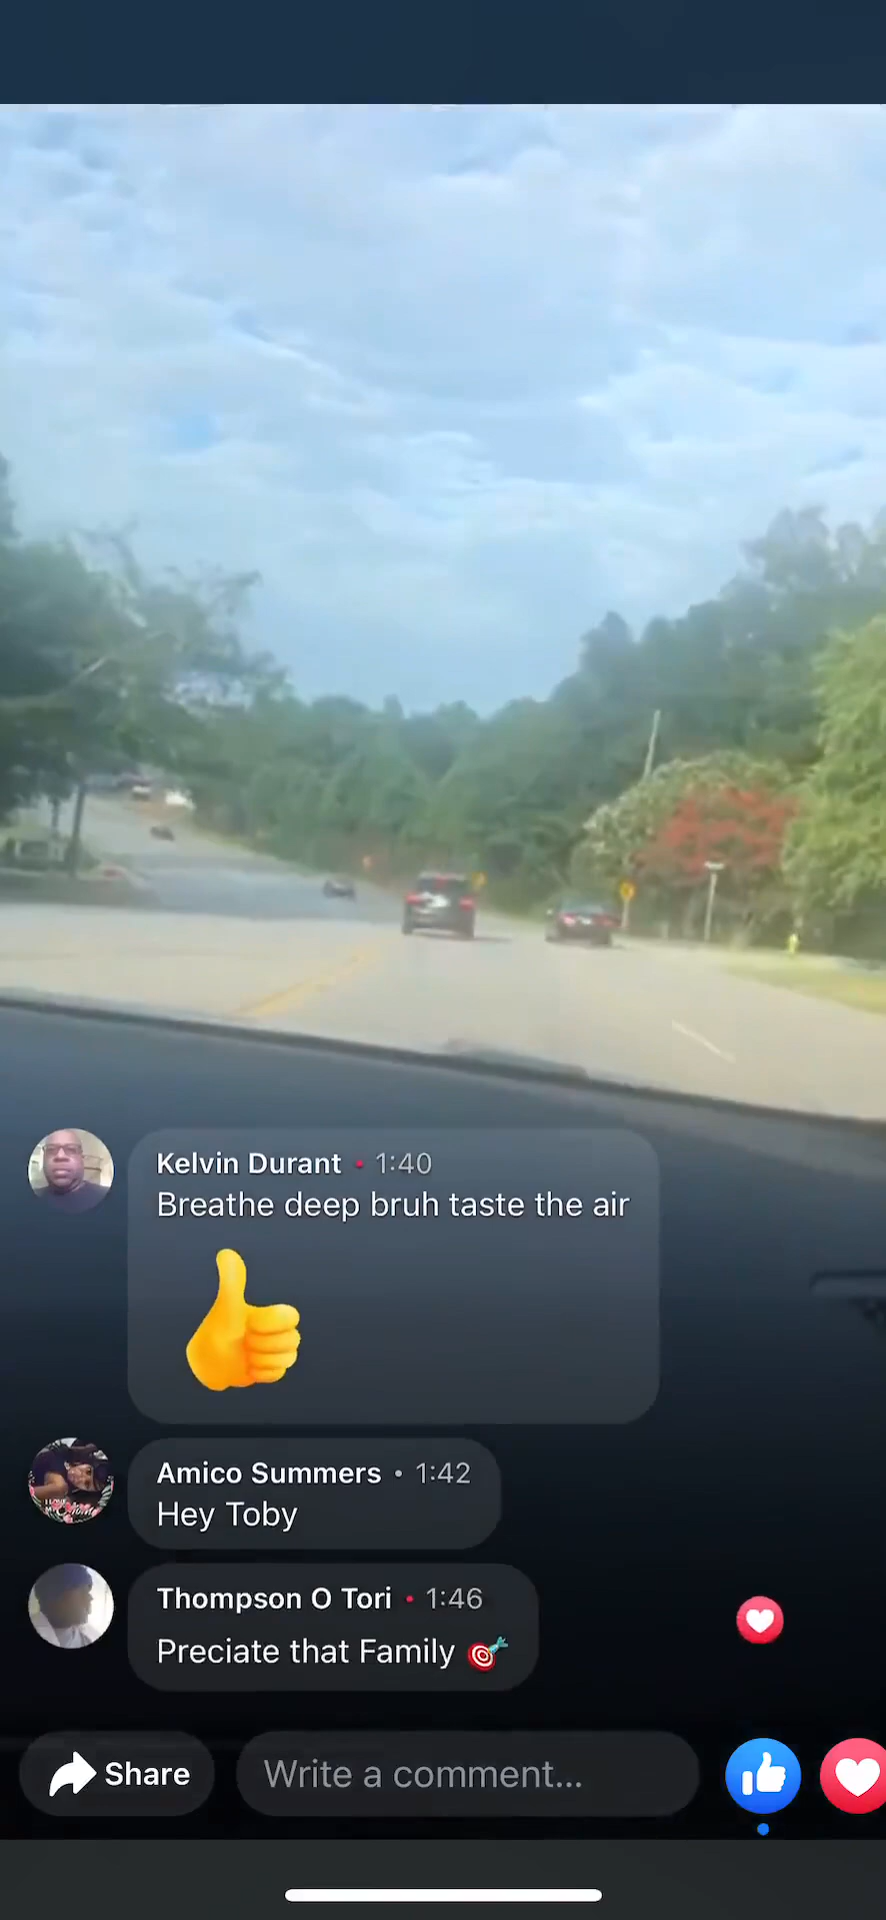 Kelvin Durant • 1:40
Breathe deep bruh taste the air
Amico Summers • 1:42
Hey Toby
Thompson O Tori • 1:46
Preciate that Family 🎯
Share
Write a comment...